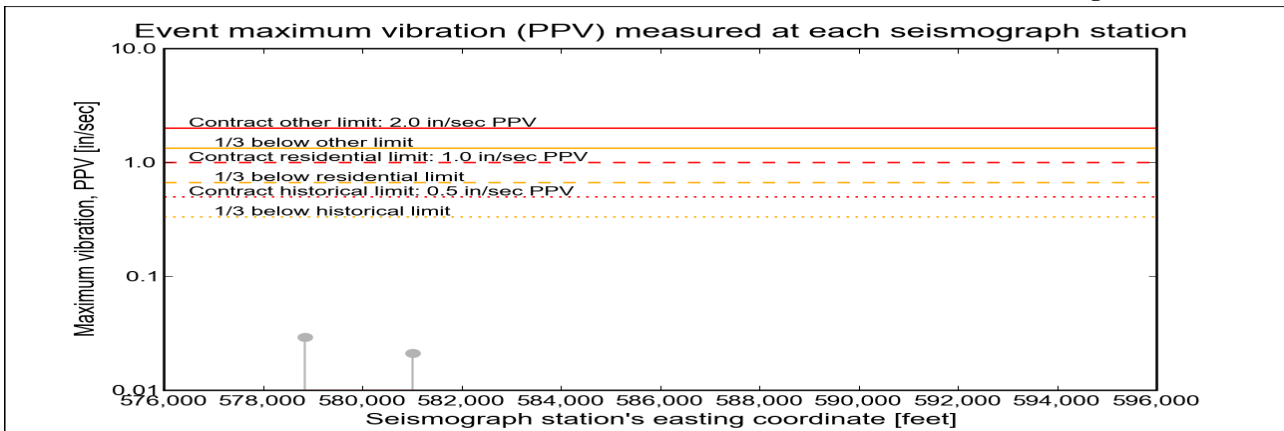 Event maximum vibration (PPV) measured at each seismograph station
10.0
Maximum vibration, PPV [in/sec]
Contract other limit: 2.0 in/sec PPV
1/3 below other limit
1.0
Contract residential limit: 1.0 in/sec PPV
1/3 below residential limit
Contract historical limit; 0.5 in/sec PPV
1/3 below historical limit
0.1
0.01
576,000 578,000 580,000 582,000 584,000 586,000 588,000 590,000 592,000 594,000 596,000
Seismograph station's easting coordinate [feet]